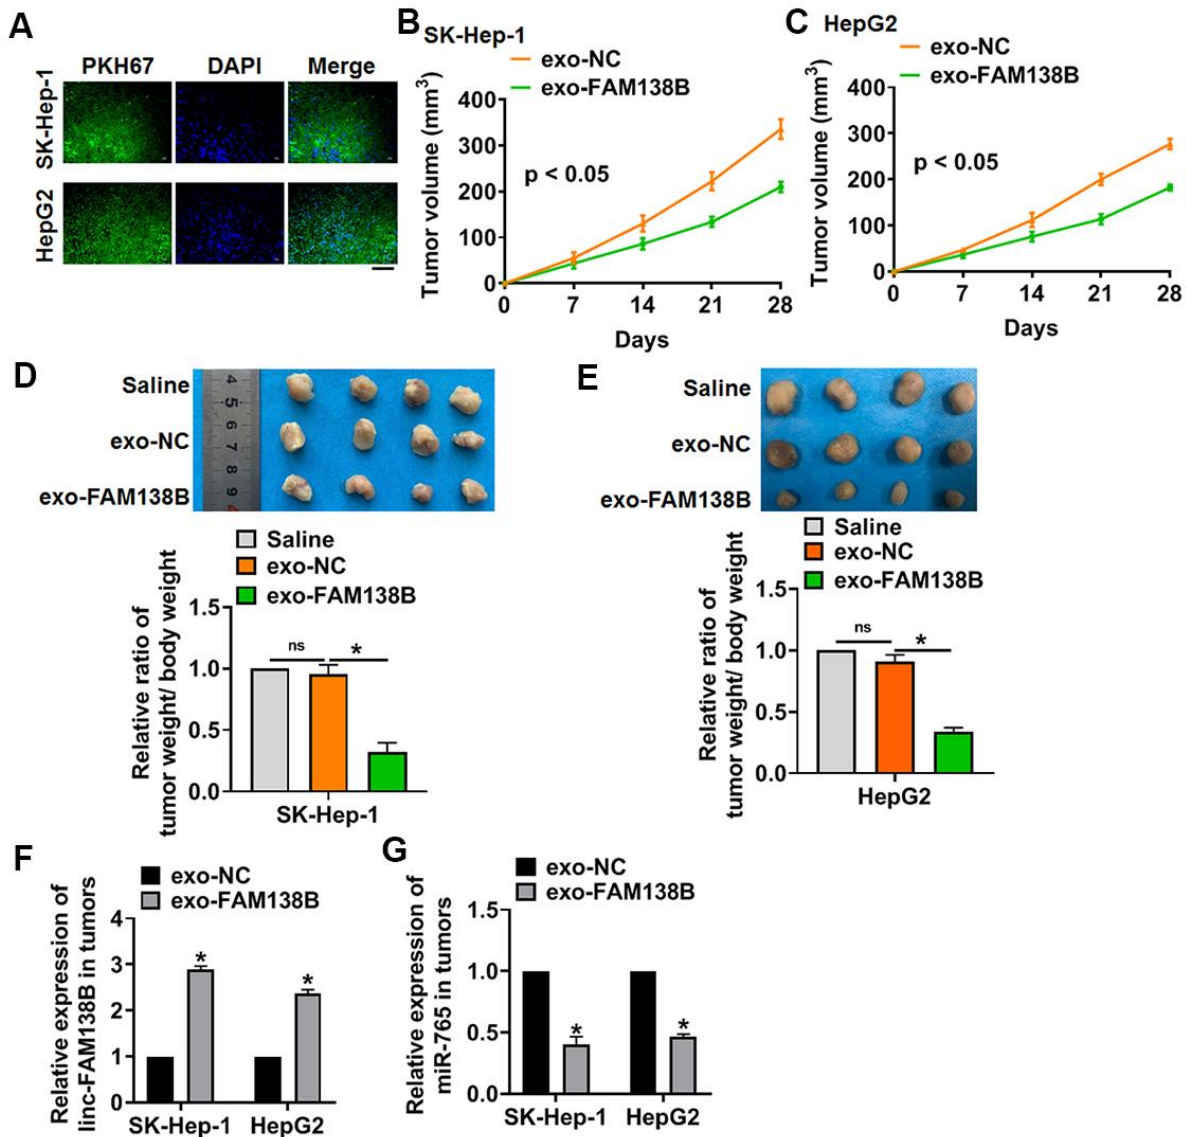 A
PKH67 DAPI Merge
SK-Hep-1
HepG2
B SK-Hep-1
exo-NC
exo-FAM138B
Tumor volume (mm³)
400
300
200
100
0
p < 0.05
0 7 14 21 28
Days
C HepG2
exo-NC
exo-FAM138B
Tumor volume (mm³)
400
300
200
100
0
p < 0.05
0 7 14 21 28
Days
D
Saline
exo-NC
exo-FAM138B
4
5
6
7
8
9
Saline
exo-NC
exo-FAM138B
Relative ratio of
tumor weight/ body weight
1.5
1.0
0.5
0.0
ns *
SK-Hep-1
E
Saline
exo-NC
exo-FAM138B
Saline
exo-NC
exo-FAM138B
Relative ratio of
tumor weight/ body weight
1.5
1.0
0.5
0.0
ns *
HepG2
F
exo-NC
exo-FAM138B
Relative expression of
linc-FAM138B in tumors
4
3
2
1
0
* *
SK-Hep-1 HepG2
G
exo-NC
exo-FAM138B
Relative expression of
miR-765 in tumors
1.5
1.0
0.5
0.0
* *
SK-Hep-1 HepG2